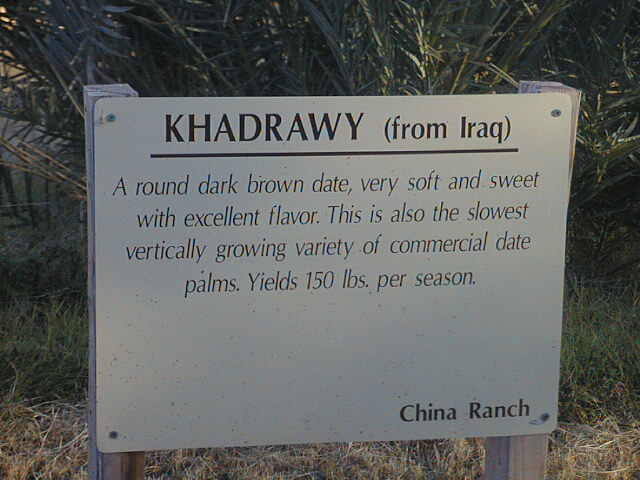 KHADRAWY (from Iraq)
A round dark brown date, very soft and sweet
with excellent flavor. This is also the slowest
vertically growing variety of commercial date
palms. Yields 150 lbs. per season.
China Ranch